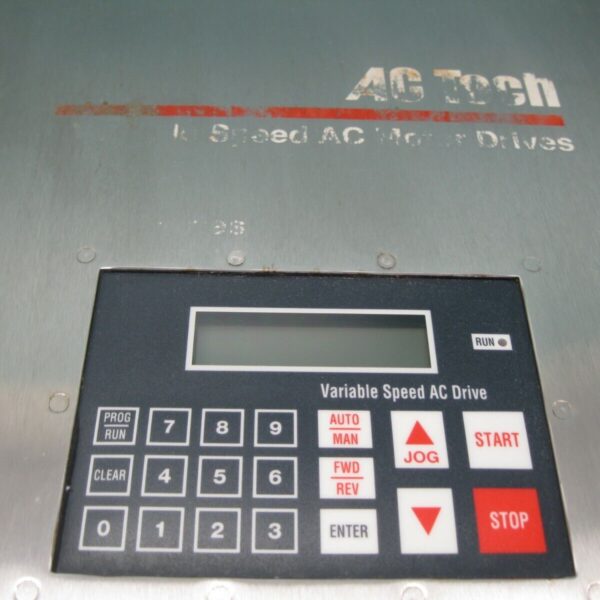 AC Tech
Speed AC Motor Drives
RUN
Variable Speed AC Drive
PROG
RUN
7
8
9
AUTO
MAN
JOG
START
CLEAR
4
5
6
FWD
REV
0
1
2
3
ENTER
STOP